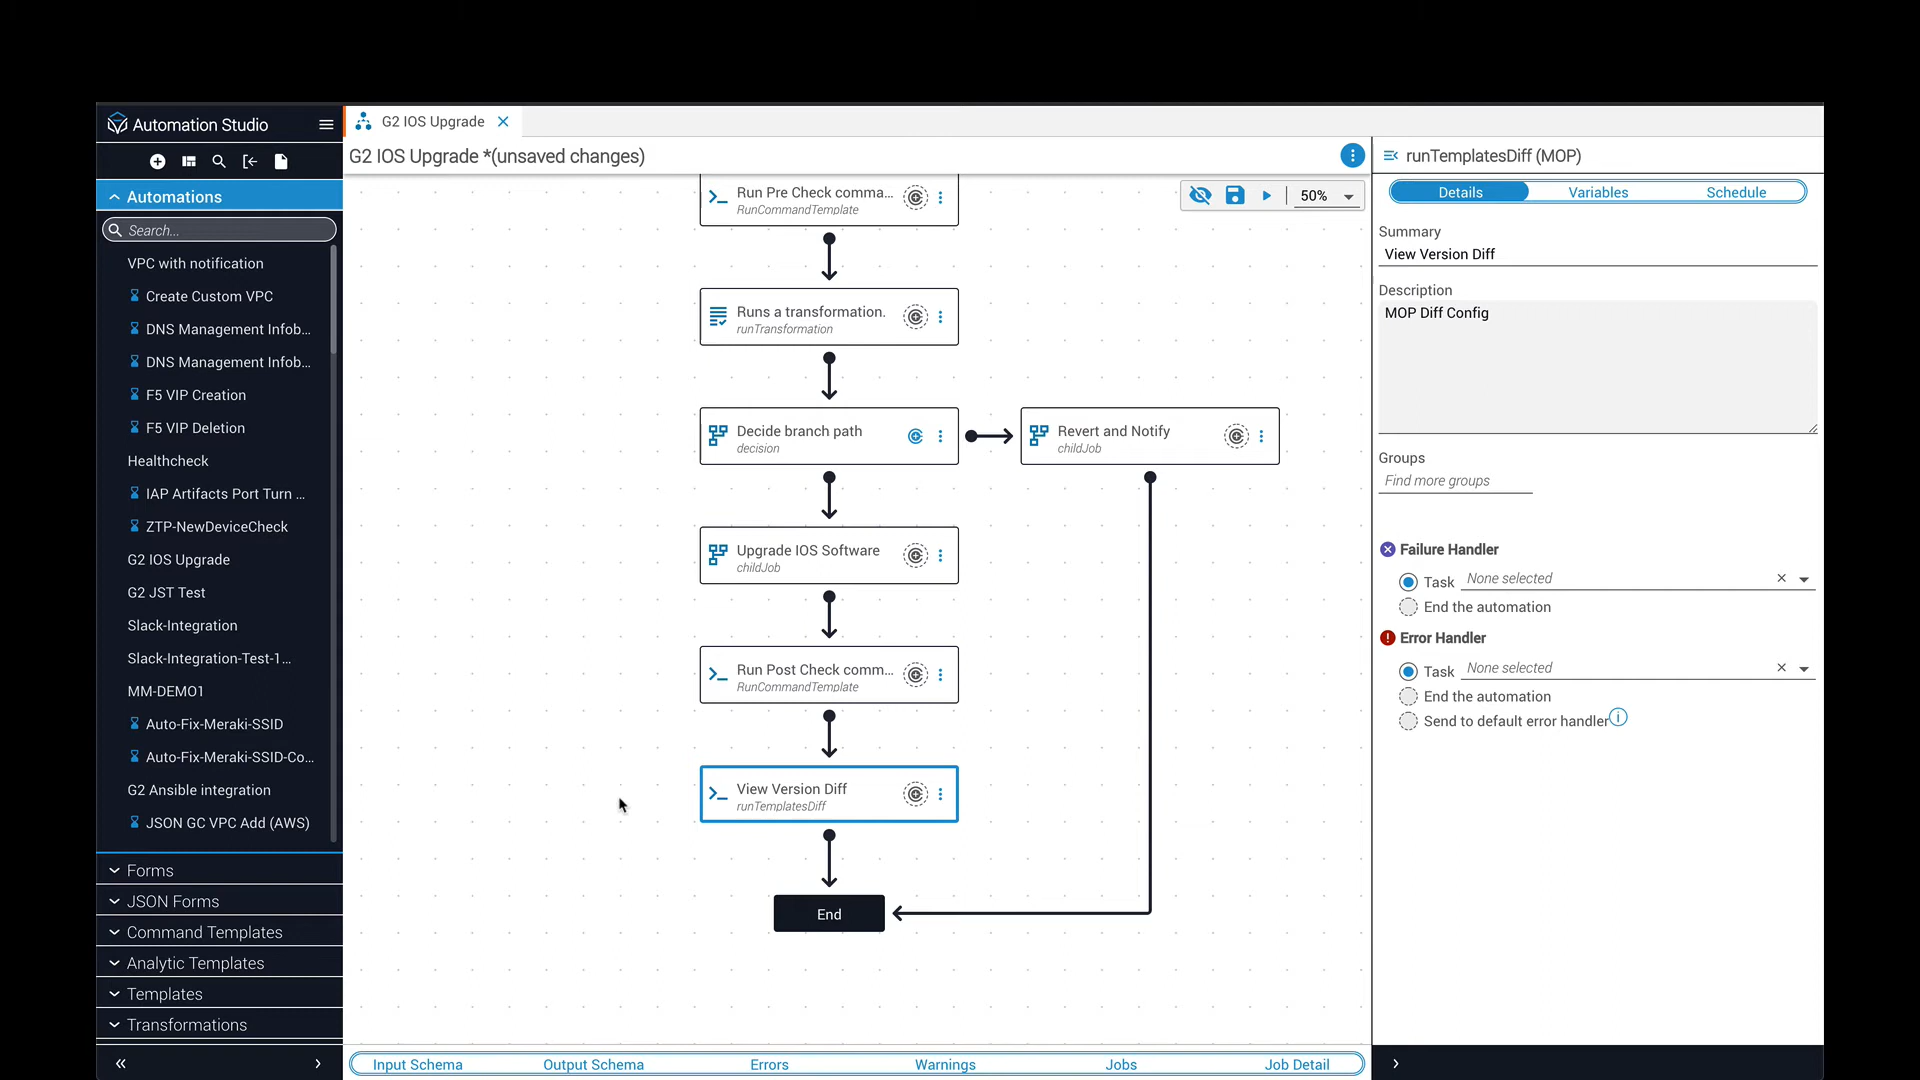 Automation Studio
G2 IOS Upgrade
G2 IOS Upgrade *(unsaved changes)
Automations
Search...
VPC with notification
Create Custom VPC
DNS Management Infob...
DNS Management Infob...
F5 VIP Creation
F5 VIP Deletion
Healthcheck
IAP Artifacts Port Turn ...
ZTP-NewDeviceCheck
G2 IOS Upgrade
G2 JST Test
Slack-Integration
Slack-Integration-Test-1...
MM-DEMO1
Auto-Fix-Meraki-SSID
Auto-Fix-Meraki-SSID-Co...
G2 Ansible integration
JSON GC VPC Add (AWS)
Forms
JSON Forms
Command Templates
Analytic Templates
Templates
Transformations
50%
Run Pre Check comma...
RunCommandTemplate
Runs a transformation.
runTransformation
Decide branch path
decision
Revert and Notify
childJob
Upgrade IOS Software
childJob
Run Post Check comm...
RunCommandTemplate
View Version Diff
runTemplatesDiff
End
Input Schema
Output Schema
Errors
Warnings
Jobs
Job Detail
runTemplatesDiff (MOP)
Details
Variables
Schedule
Summary
View Version Diff
Description
MOP Diff Config
Groups
Find more groups
Failure Handler
Task None selected
End the automation
Error Handler
Task None selected
End the automation
Send to default error handler